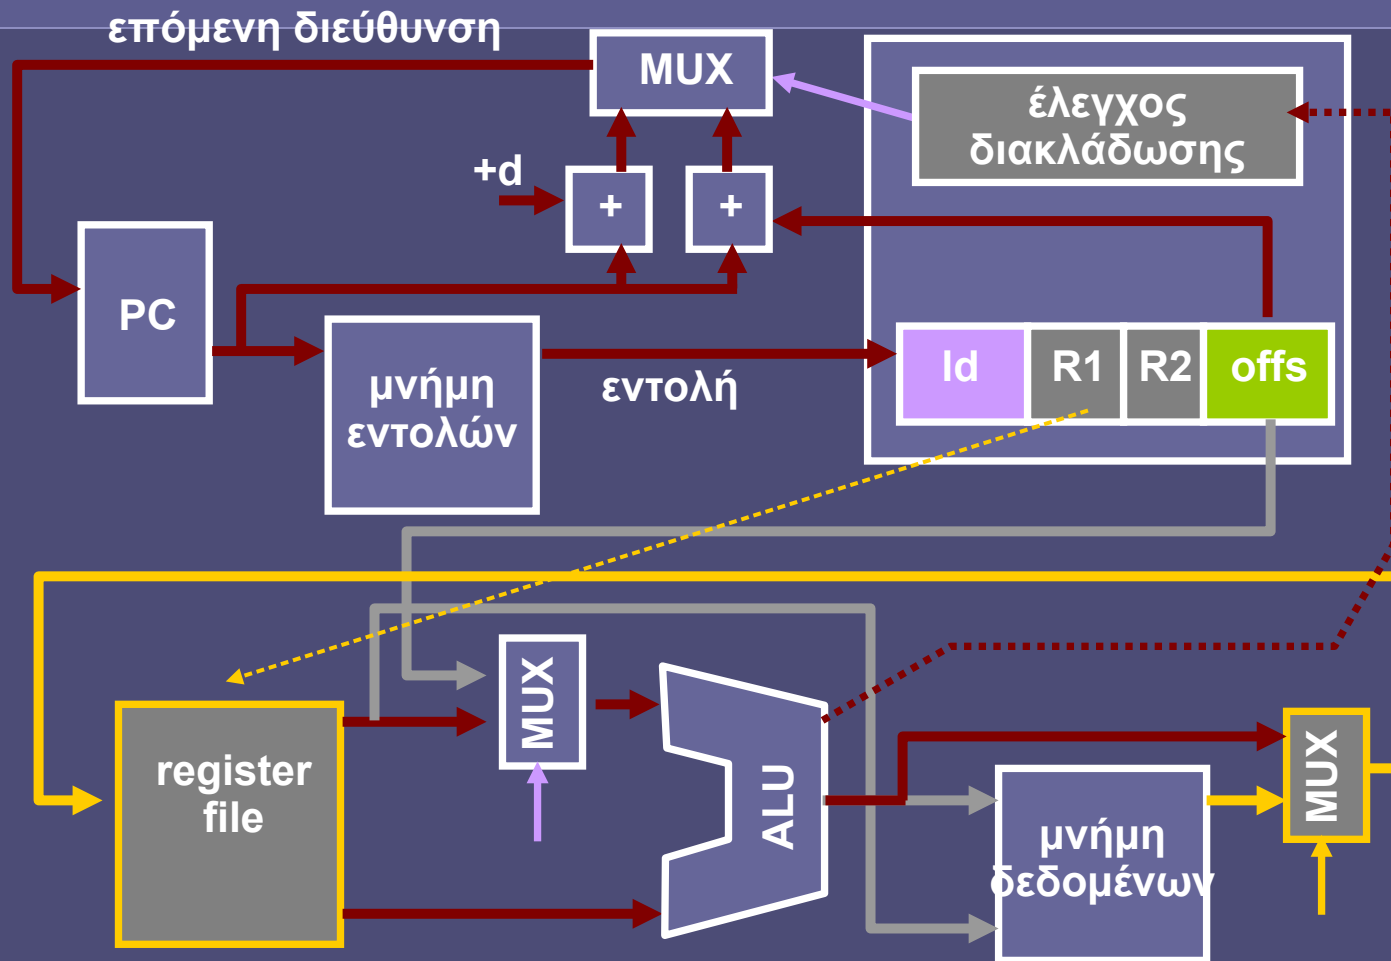 επόμενη διεύθυνση
MUX
έλεγχος
διακλάδωσης
+d
+
+
PC
μνήμη
εντολών
εντολή
ld
R1
R2
offs
register
file
MUX
ALU
μνήμη
δεδομένων
MUX